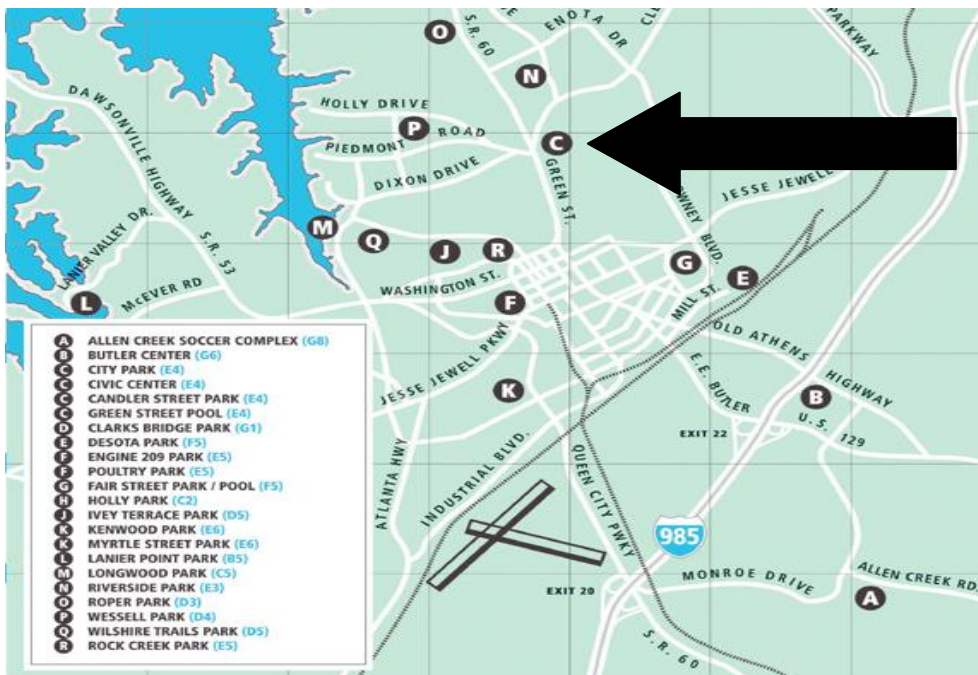 O
S.R. 60
ENOTA DR
PARKWAY
N
HOLLY DRIVE
P
PIEDMONT ROAD
C
DIXON DRIVE
GREEN ST.
JESSE JEWELL
DAWSONVILLE HIGHWAY
S.R. 53
LANIER VALLEY DR.
L
McEVER RD
M
Q
J
R
WASHINGTON ST.
F
G
E
MILL ST.
BLVD.
OLD ATHENS
HIGHWAY
JESSE JEWELL PKWY
K
E.E. BUTLER
B
U.S. 129
EXIT 22
ATLANTA HWY
INDUSTRIAL BLVD.
QUEEN CITY PKWY
985
EXIT 20
MONROE DRIVE
ALLEN CREEK RD.
A
S.R. 60
A ALLEN CREEK SOCCER COMPLEX (G8)
B BUTLER CENTER (G6)
C CITY PARK (E4)
C CIVIC CENTER (E4)
C CANDLER STREET PARK (E4)
C GREEN STREET POOL (E4)
D CLARKS BRIDGE PARK (G1)
E DESOTA PARK (F5)
F ENGINE 209 PARK (E5)
F POULTRY PARK (E5)
G FAIR STREET PARK / POOL (F5)
H HOLLY PARK (C2)
J IVEY TERRACE PARK (D5)
K KENWOOD PARK (E6)
K MYRTLE STREET PARK (E6)
L LANIER POINT PARK (B5)
M LONGWOOD PARK (C5)
N RIVERSIDE PARK (E3)
O ROPER PARK (D3)
P WESSELL PARK (D4)
Q WILSHIRE TRAILS PARK (D5)
R ROCK CREEK PARK (E5)